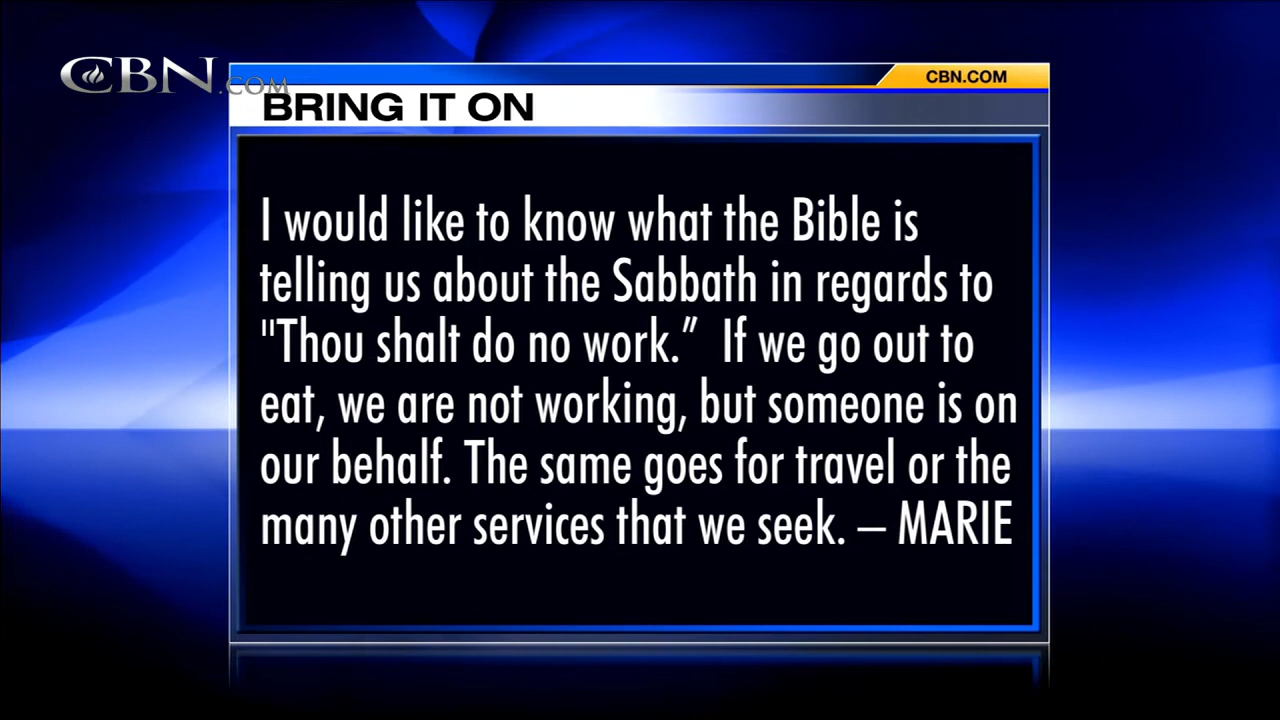 CBN.COM
CBN.COM
BRING IT ON
I would like to know what the Bible is
telling us about the Sabbath in regards to
"Thou shalt do no work.” If we go out to
eat, we are not working, but someone is on
our behalf. The same goes for travel or the
many other services that we seek. – MARIE